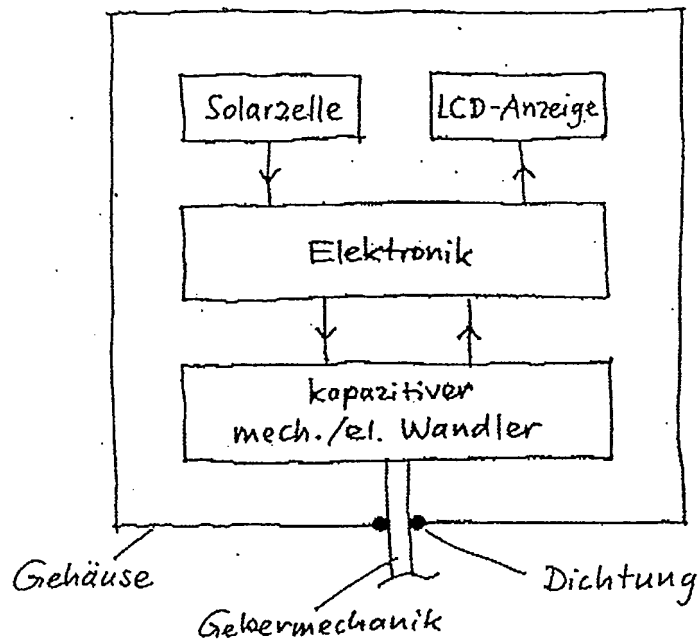 Solarzelle
LCD-Anzeige
Elektronik
kapazitiver
mech./el. Wandler
Gehäuse
Dichtung
Gebermechanik